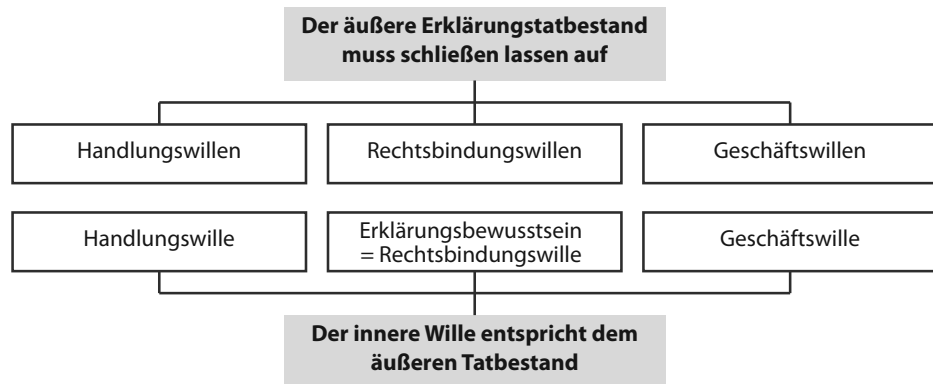 Der äußere Erklärungstatbestand
muss schließen lassen auf
Handlungswillen
Rechtsbindungswillen
Geschäftswillen
Handlungswille
Erklärungsbewusstsein
= Rechtsbindungswille
Geschäftswille
Der innere Wille entspricht dem
äußeren Tatbestand